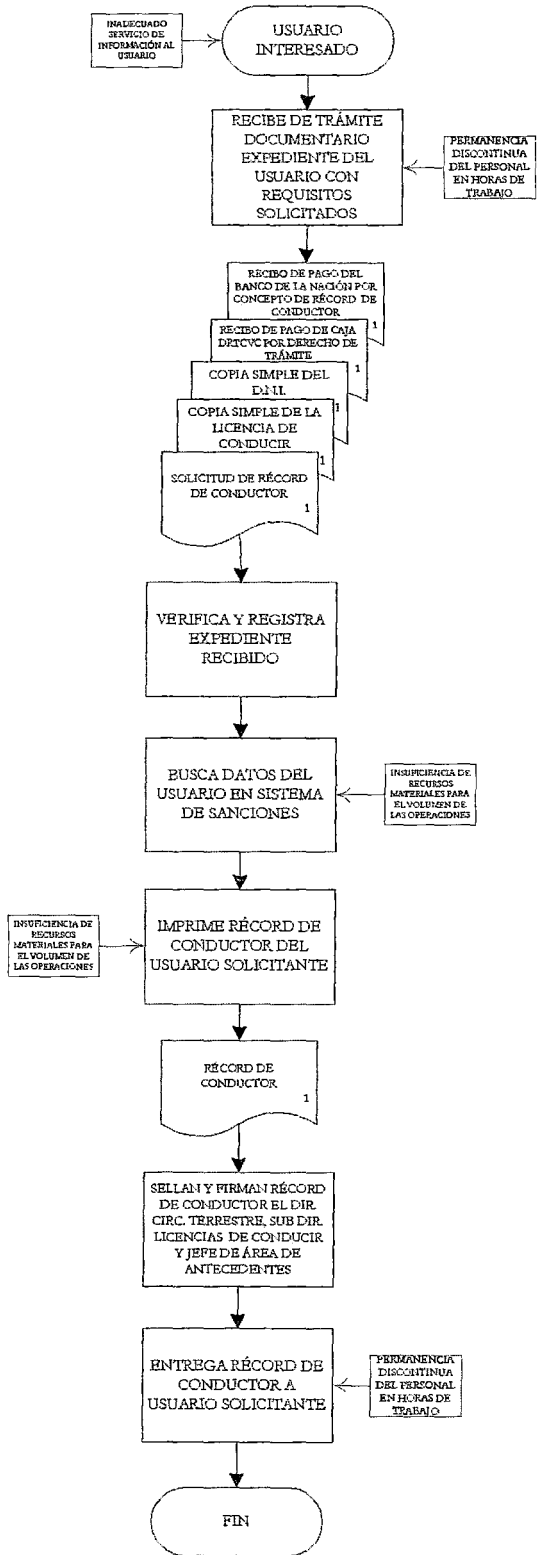 INADECUADO
SERVICIO DE
INFORMACIÓN AL
USUARIO
USUARIO
INTERESADO
RECIBE DE TRÁMITE
DOCUMENTARIO
EXPEDIENTE DEL
USUARIO CON
REQUISITOS
SOLICITADOS
PERMANENCIA
DISCONTINUA
DEL PERSONAL
EN HORAS DE
TRABAJO
RECIBO DE PAGO DEL
BANCO DE LA NACIÓN POR
CONCEPTO DE RÉCORD DE
CONDUCTOR
1
RECIBO DE PAGO DE CAJA
DRTCVC POR DERECHO DE
TRÁMITE
1
COPIA SIMPLE DEL
D.N.I.
1
COPIA SIMPLE DE LA
LICENCIA DE
CONDUCIR
1
SOLICITUD DE RÉCORD
DE CONDUCTOR
1
VERIFICA Y REGISTRA
EXPEDIENTE
RECIBIDO
BUSCA DATOS DEL
USUARIO EN SISTEMA
DE SANCIONES
INSUFICIENCIA DE
RECURSOS
MATERIALES PARA
EL VOLUMEN DE
LAS OPERACIONES
INSUFICIENCIA DE
RECURSOS
MATERIALES PARA
EL VOLUMEN DE
LAS OPERACIONES
IMPRIME RÉCORD DE
CONDUCTOR DEL
USUARIO SOLICITANTE
RÉCORD DE
CONDUCTOR
1
SELLAN Y FIRMAN RÉCORD
DE CONDUCTOR EL DIR.
CIRC. TERRESTRE, SUB DIR.
LICENCIAS DE CONDUCIR
Y JEFE DE ÁREA DE
ANTECEDENTES
ENTREGA RÉCORD DE
CONDUCTOR A
USUARIO SOLICITANTE
PERMANENCIA
DISCONTINUA
DEL PERSONAL
EN HORAS DE
TRABAJO
FIN